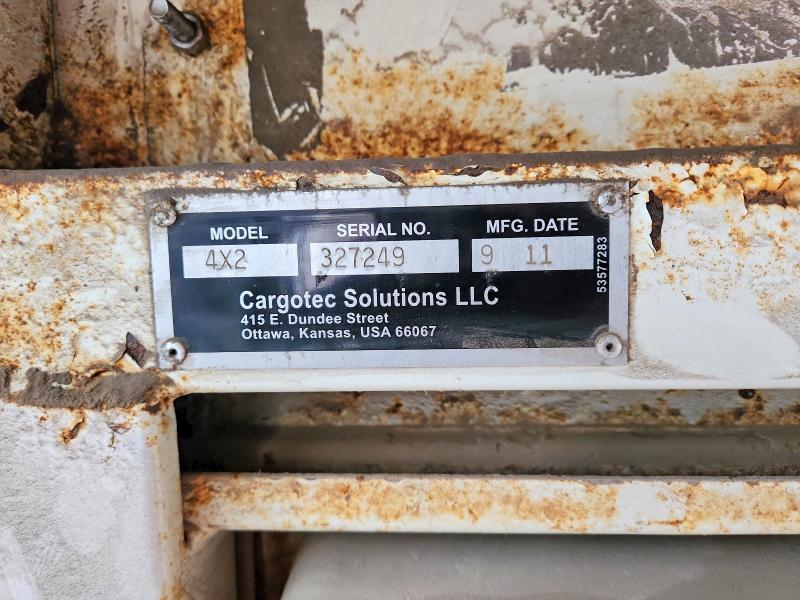 MODEL SERIAL NO. MFG. DATE
4X2 327249 9 11
Cargotec Solutions LLC
415 E. Dundee Street
Ottawa, Kansas, USA 66067
53577283